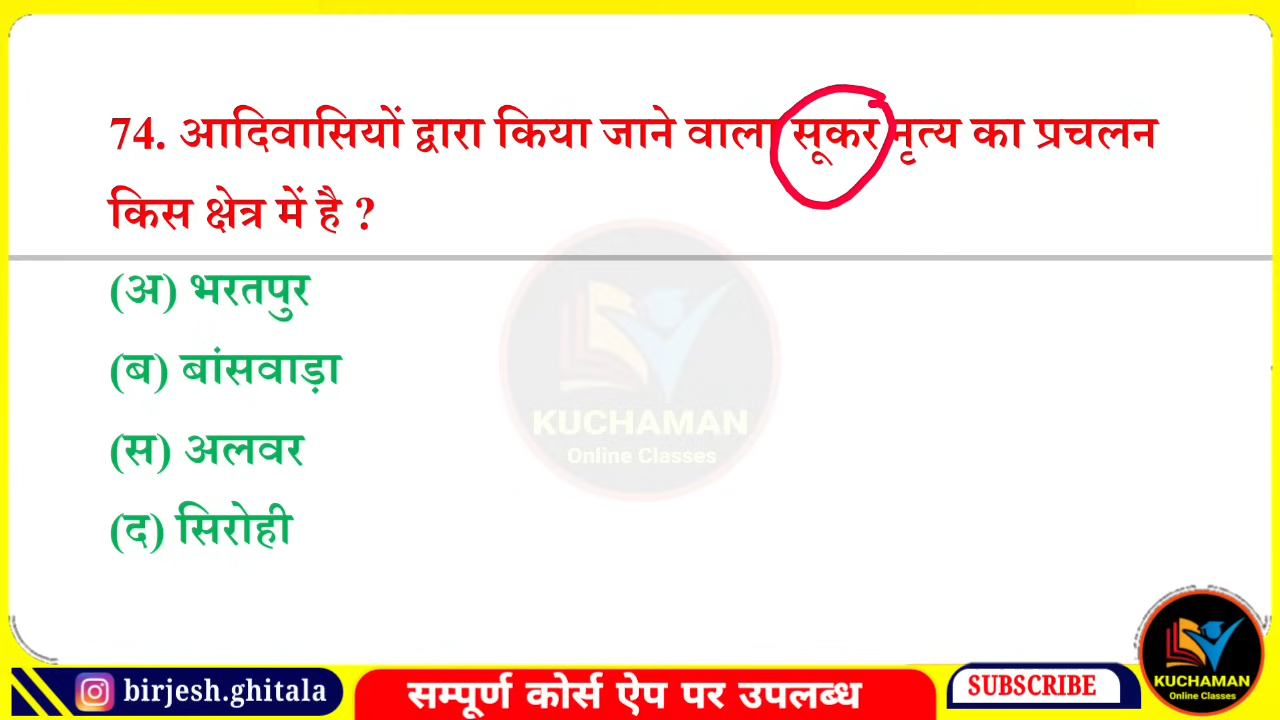 74. आदिवासियों द्वारा किया जाने वाला सूकर नृत्य का प्रचलन
किस क्षेत्र में है ?
(अ) भरतपुर
(ब) बांसवाड़ा
(स) अलवर
(द) सिरोही
KUCHAMAN
Online Classes
birjesh.ghitala
सम्पूर्ण कोर्स ऐप पर उपलब्ध
SUBSCRIBE
KUCHAMAN
Online Classes